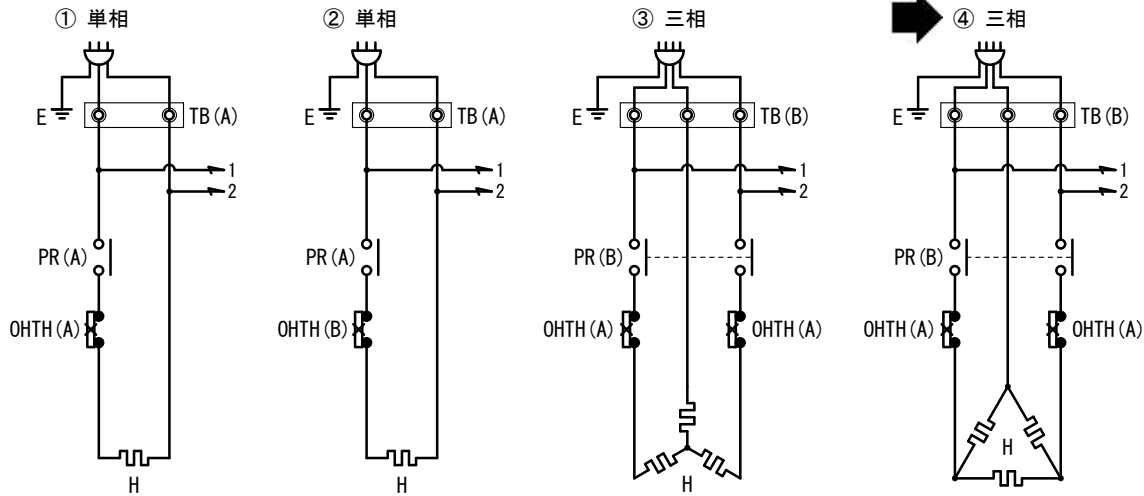 ① 単相
E
TB(A)
1
2
PR(A)
OHTH(A)
H
② 単相
E
TB(A)
1
2
PR(A)
OHTH(B)
H
③ 三相
E
TB(B)
1
2
PR(B)
OHTH(A)
OHTH(A)
H
④ 三相
E
TB(B)
1
2
PR(B)
OHTH(A)
OHTH(A)
H